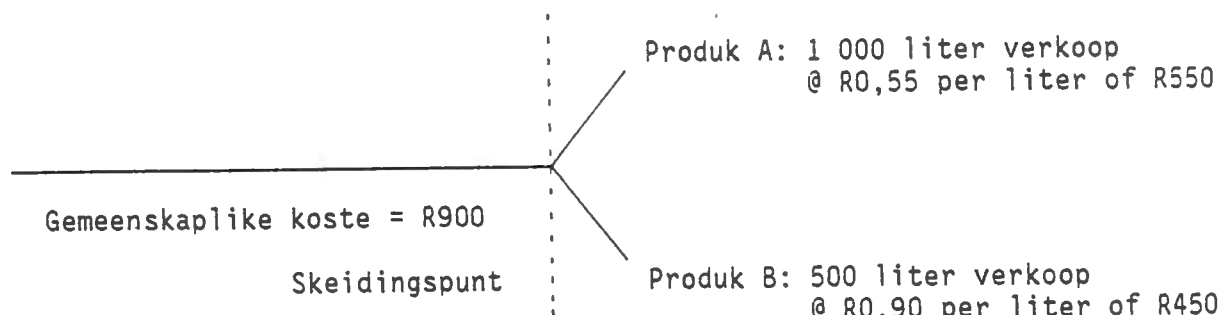 Produk A: 1 000 liter verkoop
@ R0,55 per liter of R550
Gemeenskaplike koste = R900
Skeidingspunt
Produk B: 500 liter verkoop
@ R0,90 per liter of R450